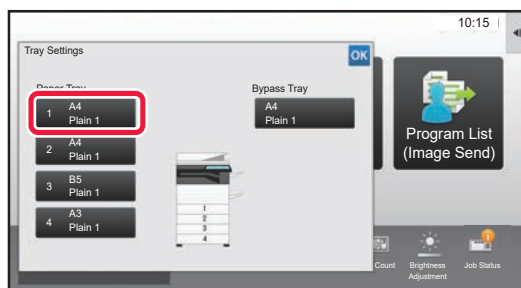 10:15
Tray Settings
OK
Paper Tray
Bypass Tray
1 A4
Plain 1
A4
Plain 1
2 A4
Plain 1
3 B5
Plain 1
4 A3
Plain 1
1
2
3
4
Program List
(Image Send)
Count
Brightness
Adjustment
Job Status